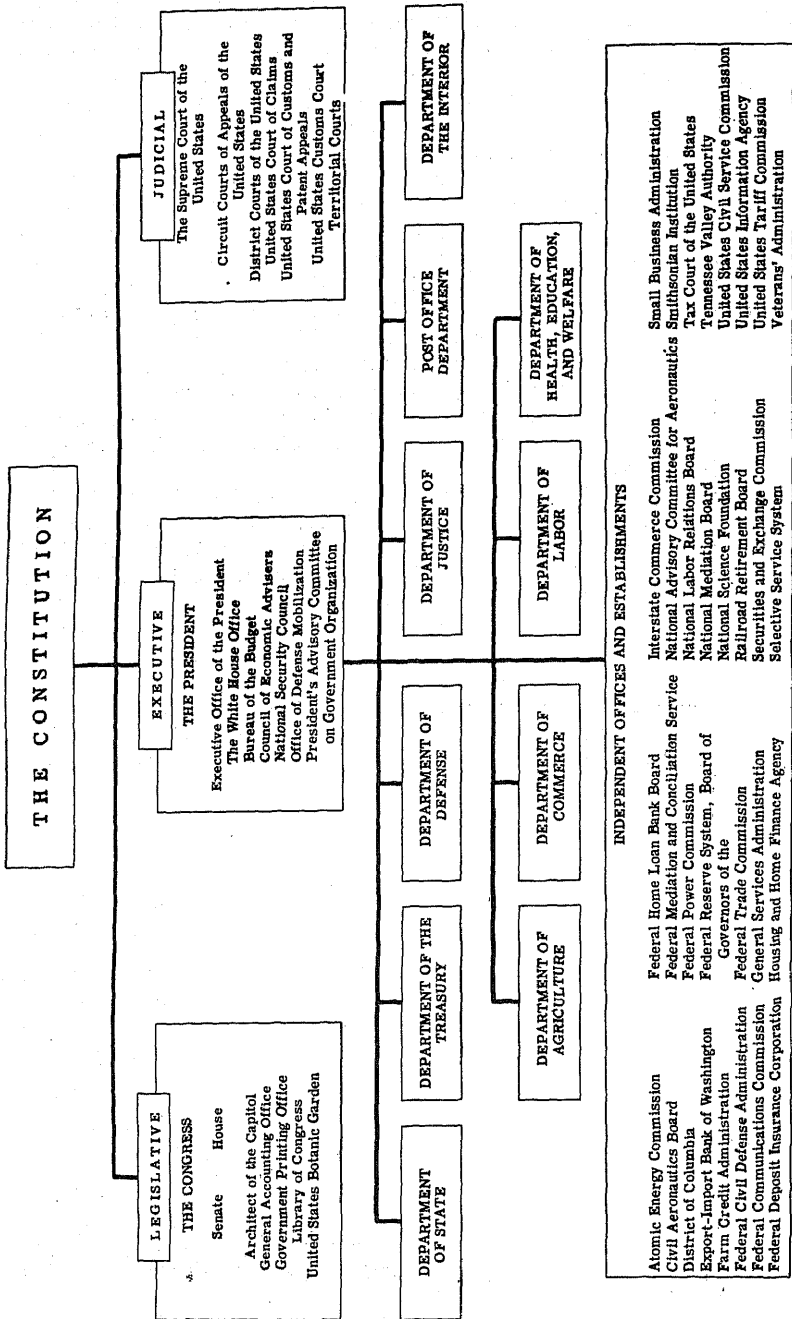 THE CONSTITUTION
LEGISLATIVE
THE CONGRESS
Senate House
Architect of the Capitol
General Accounting Office
Government Printing Office
Library of Congress
United States Botanic Garden
EXECUTIVE
THE PRESIDENT
Executive Office of the President
The White House Office
Bureau of the Budget
Council of Economic Advisers
National Security Council
Office of Defense Mobilization
President's Advisory Committee
on Government Organization
JUDICIAL
The Supreme Court of the
United States
Circuit Courts of Appeals of the
United States
District Courts of the United States
United States Court of Claims
United States Court of Customs and
Patent Appeals
United States Customs Court
Territorial Courts
DEPARTMENT
OF STATE
DEPARTMENT OF THE
TREASURY
DEPARTMENT OF
DEFENSE
DEPARTMENT OF
JUSTICE
POST OFFICE
DEPARTMENT
DEPARTMENT OF
THE INTERIOR
DEPARTMENT OF
AGRICULTURE
DEPARTMENT OF
COMMERCE
DEPARTMENT OF
LABOR
DEPARTMENT OF
HEALTH, EDUCATION,
AND WELFARE
INDEPENDENT OFFICES AND ESTABLISHMENTS
Atomic Energy Commission
Civil Aeronautics Board
District of Columbia
Export-Import Bank of Washington
Farm Credit Administration
Federal Civil Defense Administration
Federal Communications Commission
Federal Deposit Insurance Corporation
Federal Home Loan Bank Board
Federal Mediation and Conciliation Service
Federal Power Commission
Federal Reserve System, Board of
Governors of the
Federal Trade Commission
General Services Administration
Housing and Home Finance Agency
Interstate Commerce Commission
National Advisory Committee for Aeronautics
National Labor Relations Board
National Mediation Board
National Science Foundation
Railroad Retirement Board
Securities and Exchange Commission
Selective Service System
Small Business Administration
Smithsonian Institution
Tax Court of the United States
Tennessee Valley Authority
United States Civil Service Commission
United States Information Agency
United States Tariff Commission
Veterans' Administration